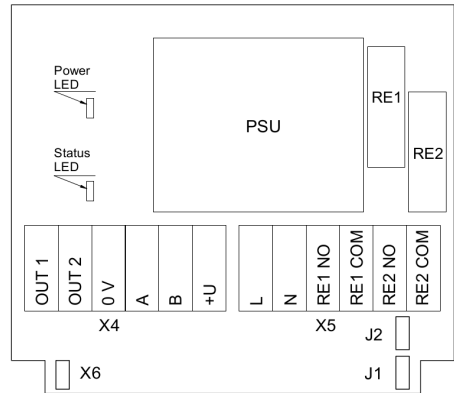 Power
LED
PSU
RE1
RE2
Status
LED
OUT 1
OUT 2
0 V
A
B
+U
L
N
RE1 NO
RE1 COM
RE2 NO
RE2 COM
X4
X5
J2
X6
J1